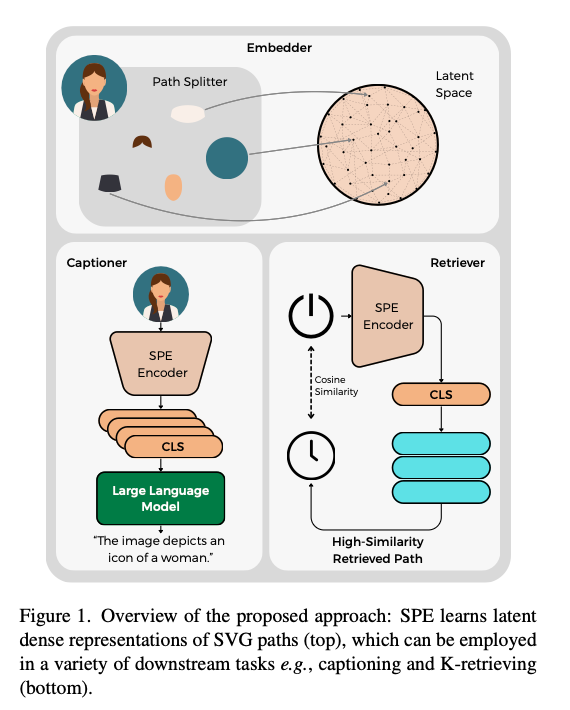 Embedder
Path Splitter
Latent
Space
Captioner
SPE
Encoder
CLS
Large Language
Model
“The image depicts an
icon of a woman.”
Retriever
SPE
Encoder
Cosine
Similarity
CLS
High-Similarity
Retrieved Path
Figure 1. Overview of the proposed approach: SPE learns latent
dense representations of SVG paths (top), which can be employed
in a variety of downstream tasks e.g., captioning and K-retrieving
(bottom).